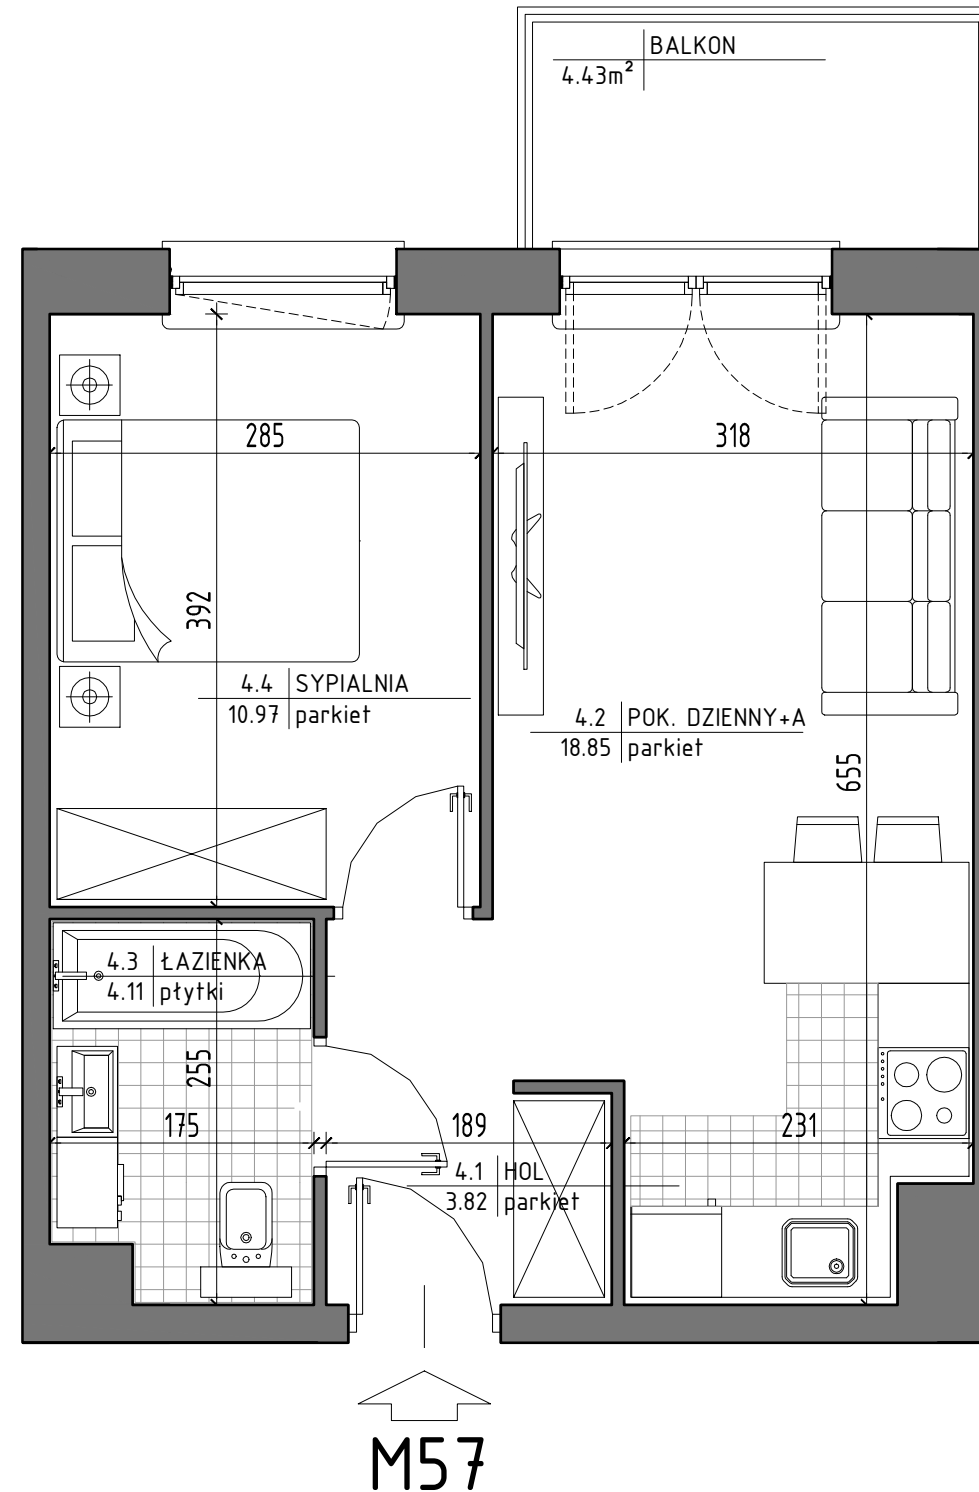 BALKON
4.43m²
285
318
392
4.4 SYPIALNIA
10.97 parkiet
4.2 POK. DZIENNY+A
18.85 parkiet
655
4.3 ŁAZIENKA
4.11 płytki
255
175
189
231
4.1 HOL
3.82 parkiet
M57